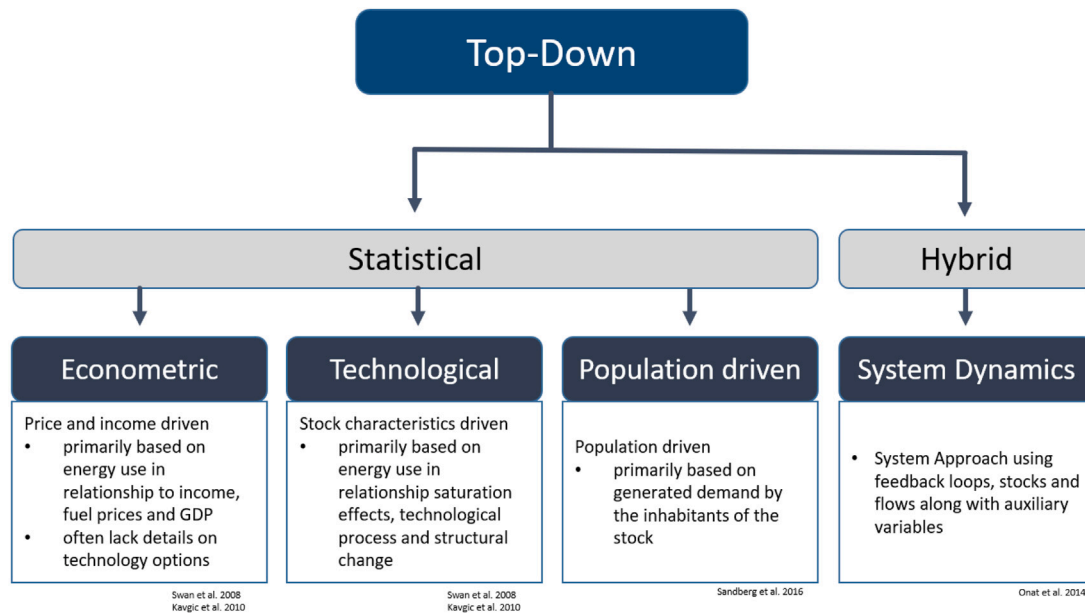 Top-Down
Statistical
Hybrid
Econometric
Price and income driven
• primarily based on
energy use in
relationship to income,
fuel prices and GDP
• often lack details on
technology options
Swan et al. 2008
Kavgic et al. 2010
Technological
Stock characteristics driven
• primarily based on
energy use in
relationship saturation
effects, technological
process and structural
change
Swan et al. 2008
Kavgic et al. 2010
Population driven
Population driven
• primarily based on
generated demand by
the inhabitants of the
stock
Sandberg et al. 2016
System Dynamics
• System Approach using
feedback loops, stocks and
flows along with auxiliary
variables
Onat et al. 2014